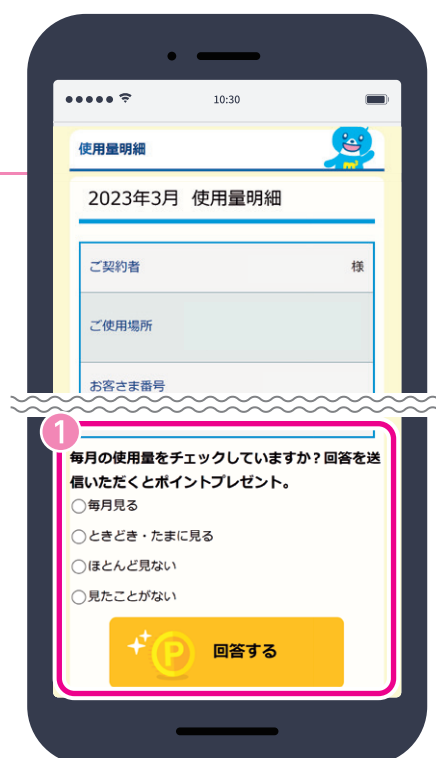 10:30
使用量明細
2023年3月 使用量明細
ご契約者 様
ご使用場所
お客さま番号
1
毎月の使用量をチェックしていますか？回答を送
信いただくとポイントプレゼント。
毎月見る
ときどき・たまに見る
ほとんど見ない
見たことがない
P 回答する